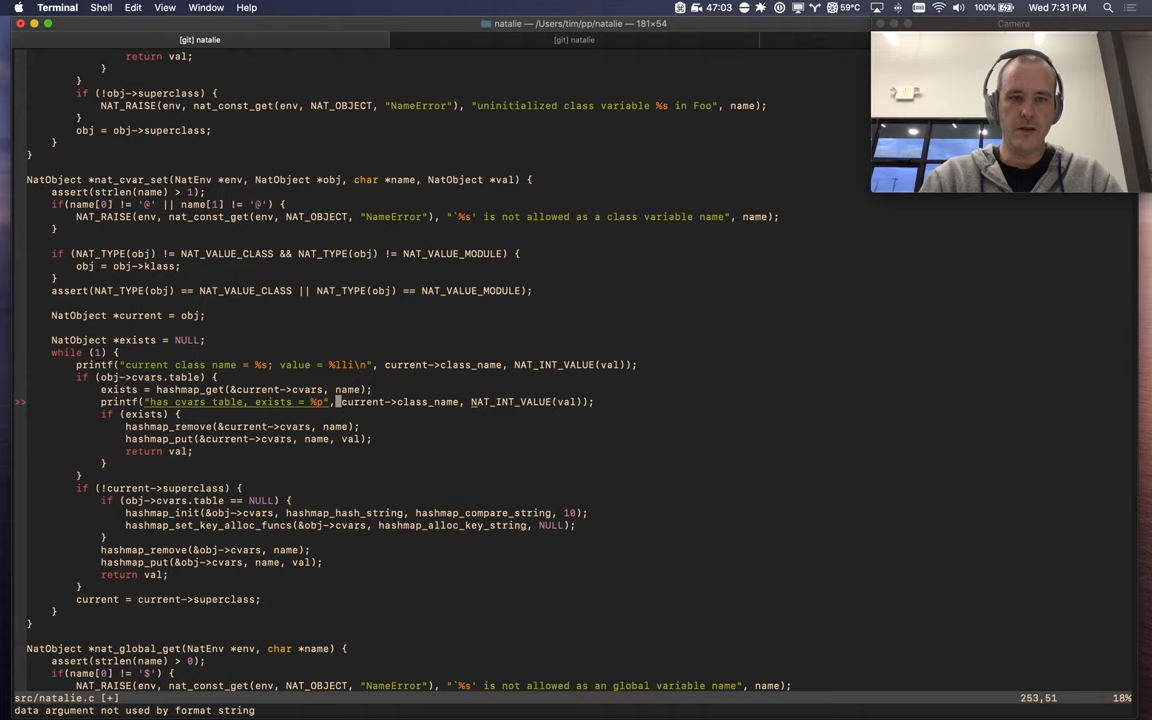 Terminal Shell Edit View Window Help 47:03 59°C 100% Wed 7:31 PM
natalie — /Users/tim/pp/natalie — 181×54
Camera
[git] natalie [git] natalie
return val;
}
}
if (!obj->superclass) {
NAT_RAISE(env, nat_const_get(env, NAT_OBJECT, "NameError"), "uninitialized class variable %s in Foo", name);
}
obj = obj->superclass;
}
}
NatObject *nat_cvar_set(NatEnv *env, NatObject *obj, char *name, NatObject *val) {
assert(strlen(name) > 1);
if(name[0] != '@' || name[1] != '@') {
NAT_RAISE(env, nat_const_get(env, NAT_OBJECT, "NameError"), "`%s' is not allowed as a class variable name", name);
}
if (NAT_TYPE(obj) != NAT_VALUE_CLASS && NAT_TYPE(obj) != NAT_VALUE_MODULE) {
obj = obj->klass;
}
assert(NAT_TYPE(obj) == NAT_VALUE_CLASS || NAT_TYPE(obj) == NAT_VALUE_MODULE);
NatObject *current = obj;
NatObject *exists = NULL;
while (1) {
printf("current class name = %s; value = %lli\n", current->class_name, NAT_INT_VALUE(val));
if (obj->cvars.table) {
exists = hashmap_get(&current->cvars, name);
>> printf("has cvars table, exists = %p", current->class_name, NAT_INT_VALUE(val));
if (exists) {
hashmap_remove(&current->cvars, name);
hashmap_put(&current->cvars, name, val);
return val;
}
}
if (!current->superclass) {
if (obj->cvars.table == NULL) {
hashmap_init(&obj->cvars, hashmap_hash_string, hashmap_compare_string, 10);
hashmap_set_key_alloc_funcs(&obj->cvars, hashmap_alloc_key_string, NULL);
}
hashmap_remove(&obj->cvars, name);
hashmap_put(&obj->cvars, name, val);
return val;
}
current = current->superclass;
}
}
NatObject *nat_global_get(NatEnv *env, char *name) {
assert(strlen(name) > 0);
if(name[0] != '$') {
NAT_RAISE(env, nat_const_get(env, NAT_OBJECT, "NameError"), "`%s' is not allowed as an global variable name", name);
src/natalie.c [+] 253,51 18%
data argument not used by format string